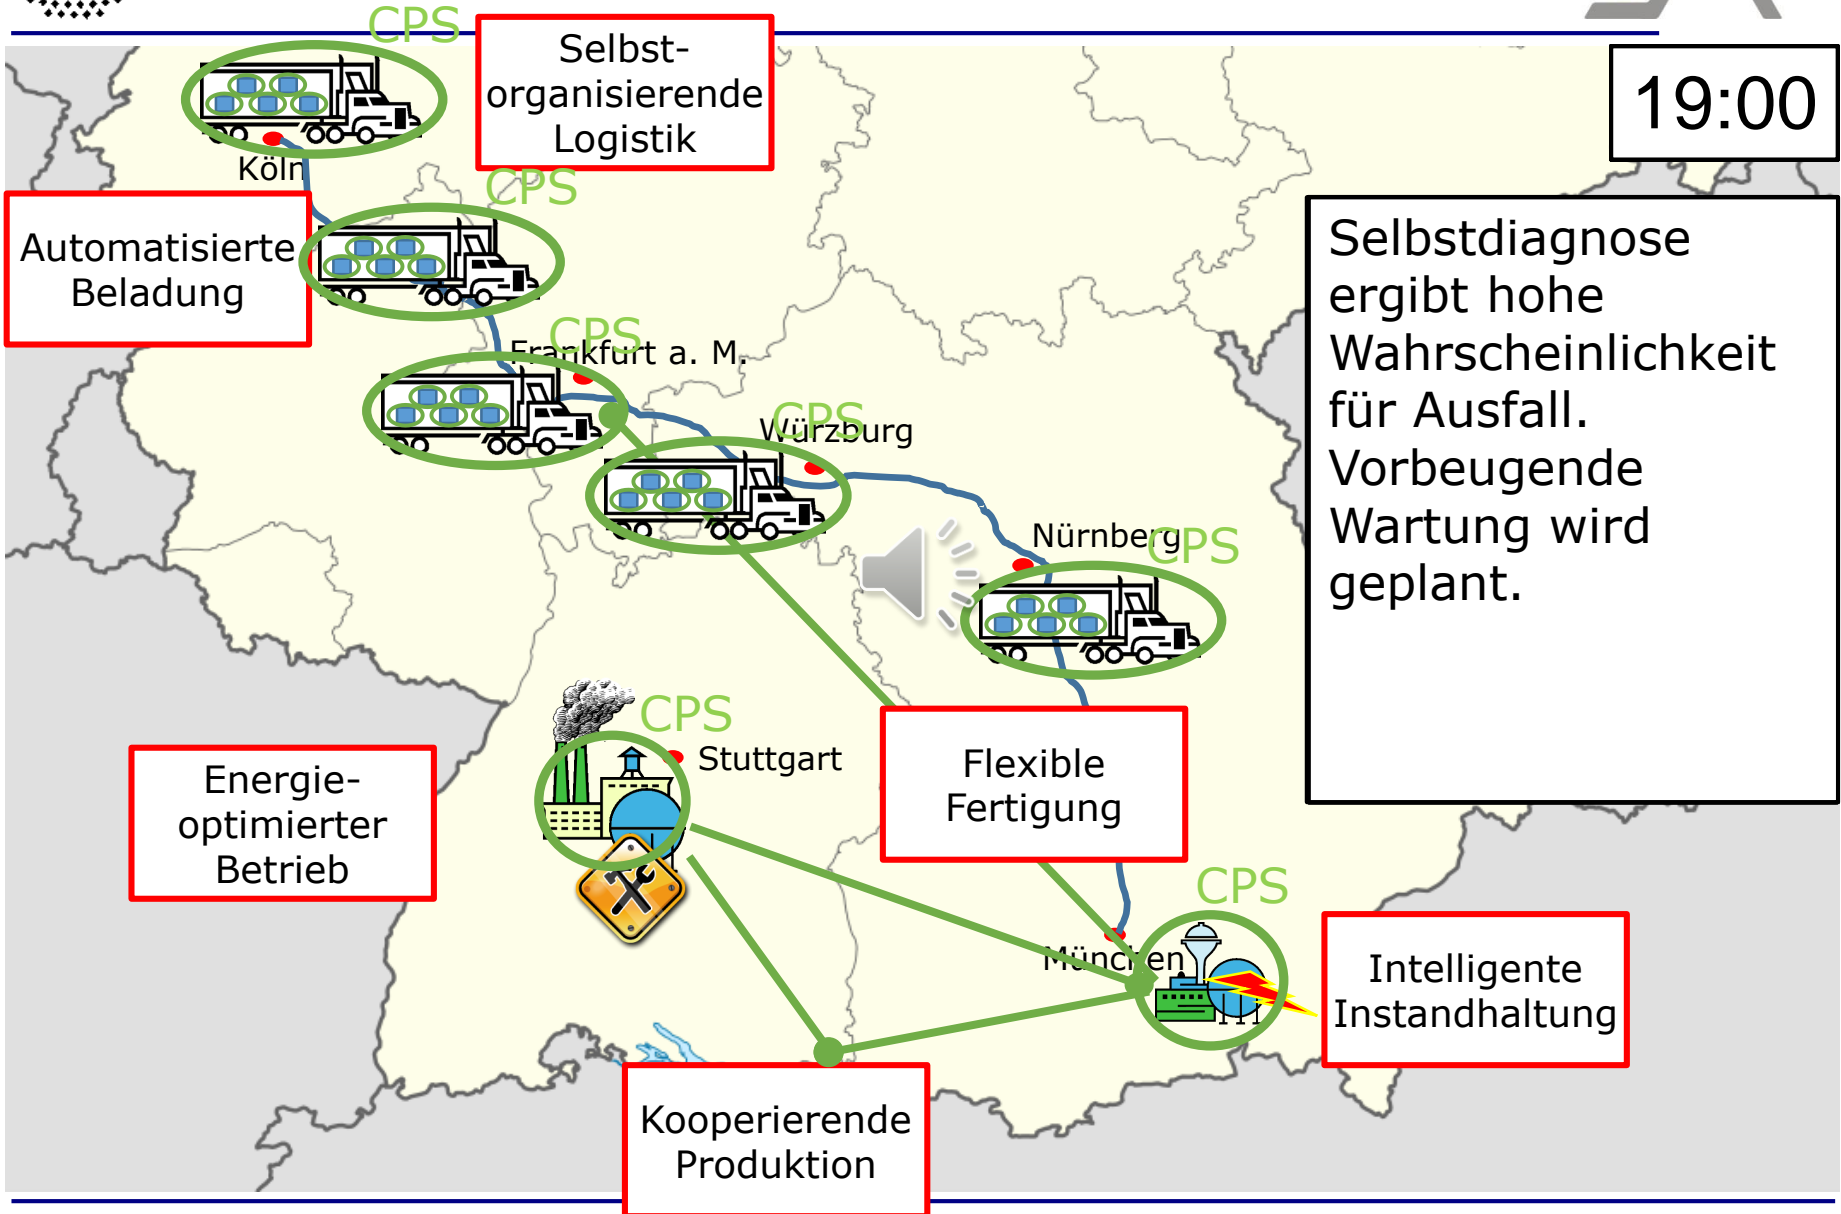 CPS
Selbst-
organisierende
Logistik
19:00
Köln
CPS
Automatisierte
Beladung
Selbstdiagnose
ergibt hohe
Wahrscheinlichkeit
für Ausfall.
Vorbeugende
Wartung wird
geplant.
CPS
Frankfurt a. M.
CPS
Würzburg
Nürnberg
CPS
CPS
Stuttgart
Energie-
optimierter
Betrieb
Flexible
Fertigung
CPS
München
Intelligente
Instandhaltung
Kooperierende
Produktion